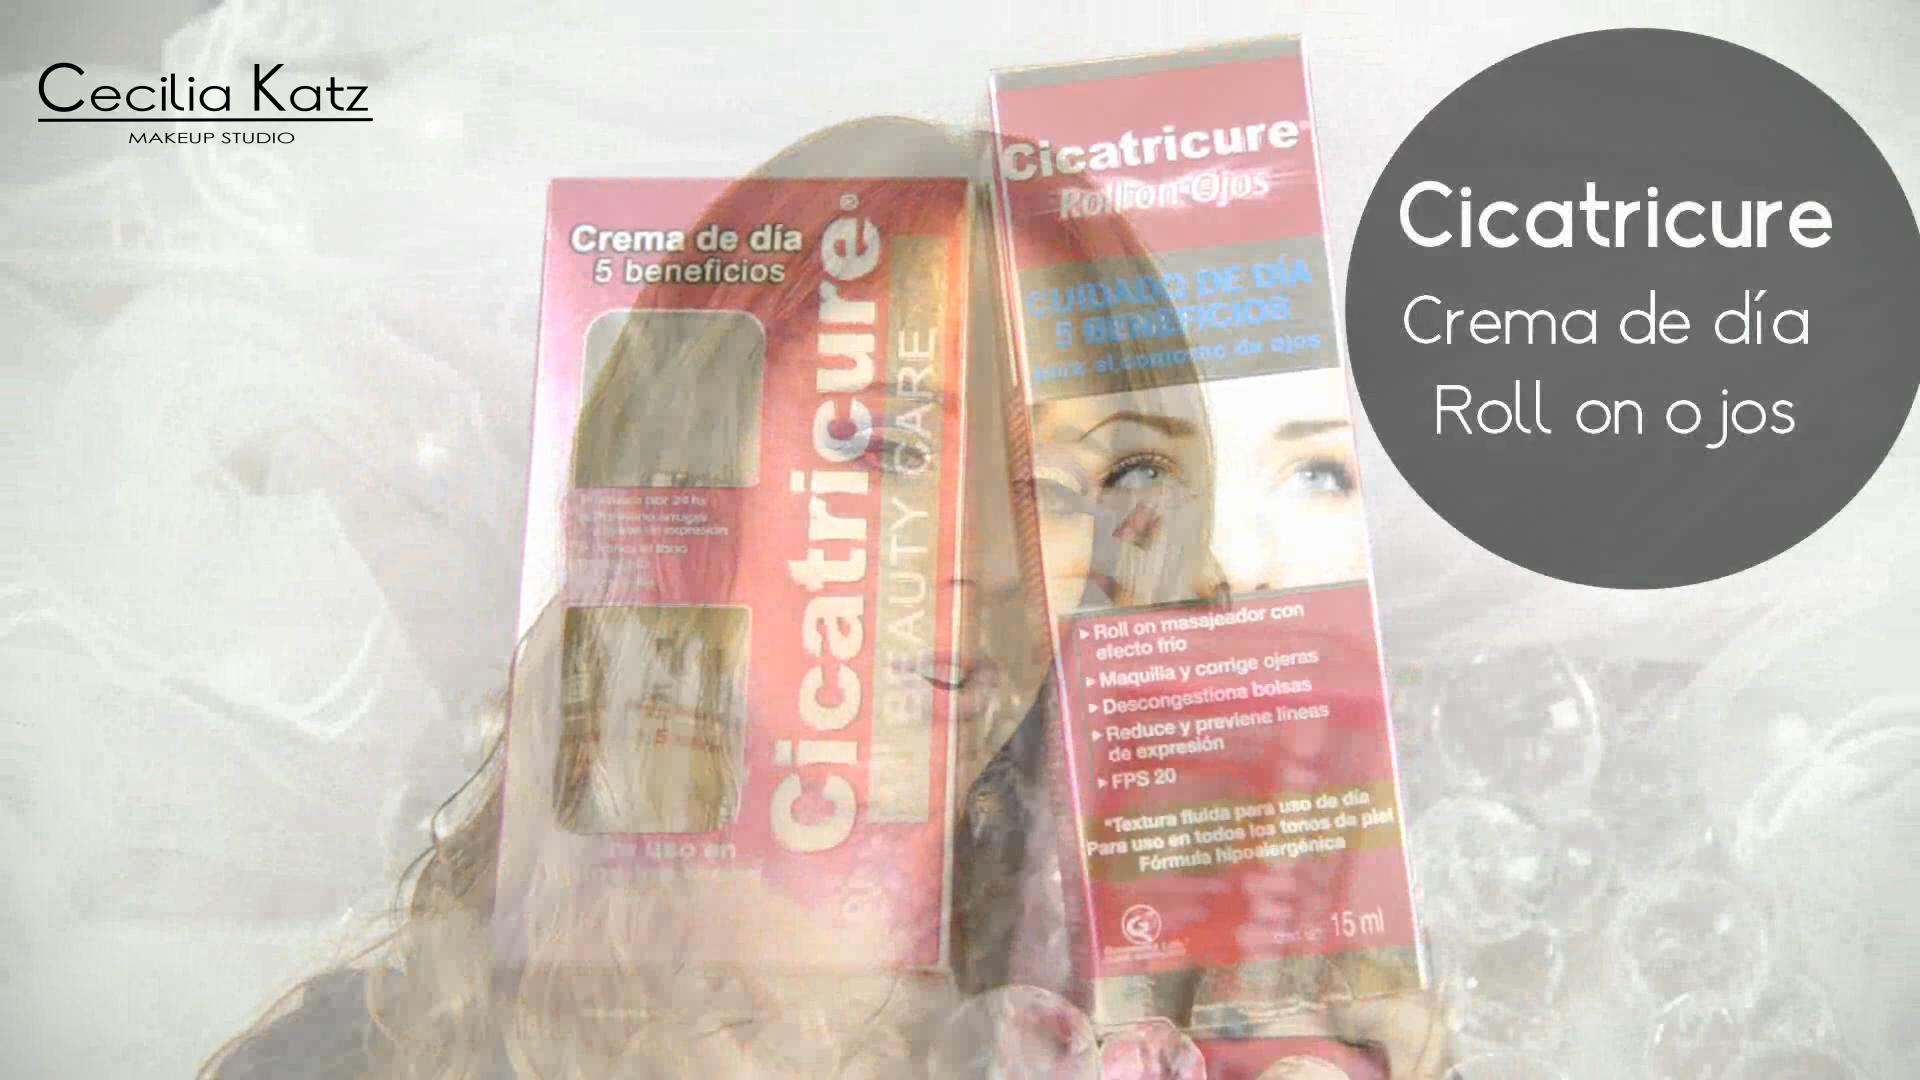 Cecilia Katz
MAKEUP STUDIO
Crema de día
5 beneficios
Cicatricure®
BEAUTY CARE
por 24 hs
Cicatricure®
Roll on Ojos
CUIDADO DE DÍA
5 BENEFICIOS
para el contorno de ojos
▸ Roll on masajeador con
efecto frío
▸ Maquilla y corrige ojeras
▸ Descongestiona bolsas
▸ Reduce y previene líneas
de expresión
▸ FPS 20
*Textura fluida para uso de día
Para uso en todos los tonos de piel
Fórmula hipoalergénica
15 ml
Cicatricure
Crema de día
Roll on ojos